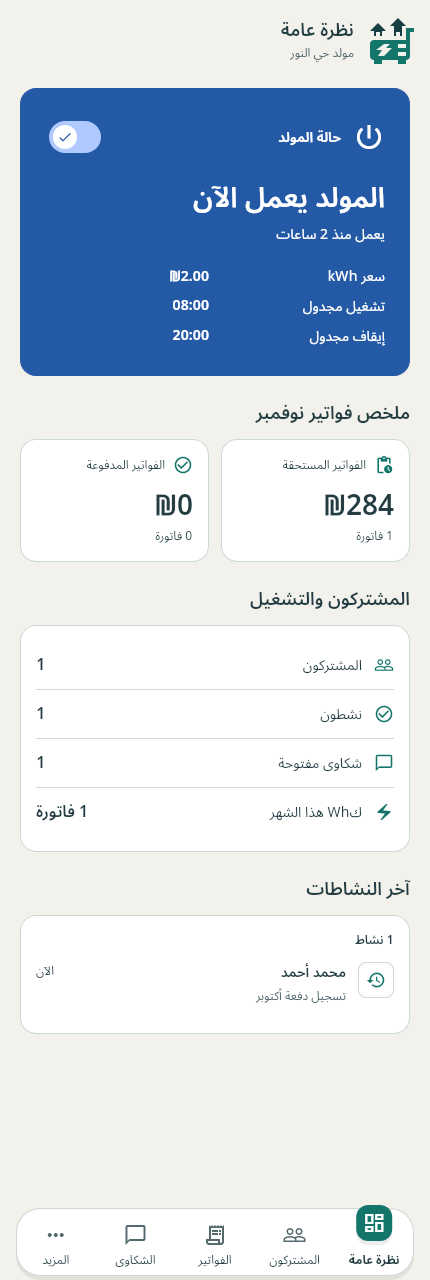 نظرة عامة
مولد حي النور
حالة المولد
المولد يعمل الآن
يعمل منذ 2 ساعات
سعر kWh ₪2.00
تشغيل مجدول 08:00
إيقاف مجدول 20:00
ملخص فواتير نوفمبر
الفواتير المستحقة
₪284
1 فاتورة
الفواتير المدفوعة
₪0
0 فاتورة
المشتركون والتشغيل
المشتركون 1
نشطون 1
شكاوى مفتوحة 1
كWh هذا الشهر 1 فاتورة
آخر النشاطات
1 نشاط
محمد أحمد الآن
تسجيل دفعة أكتوبر
نظرة عامة المشتركون الفواتير الشكاوى المزيد